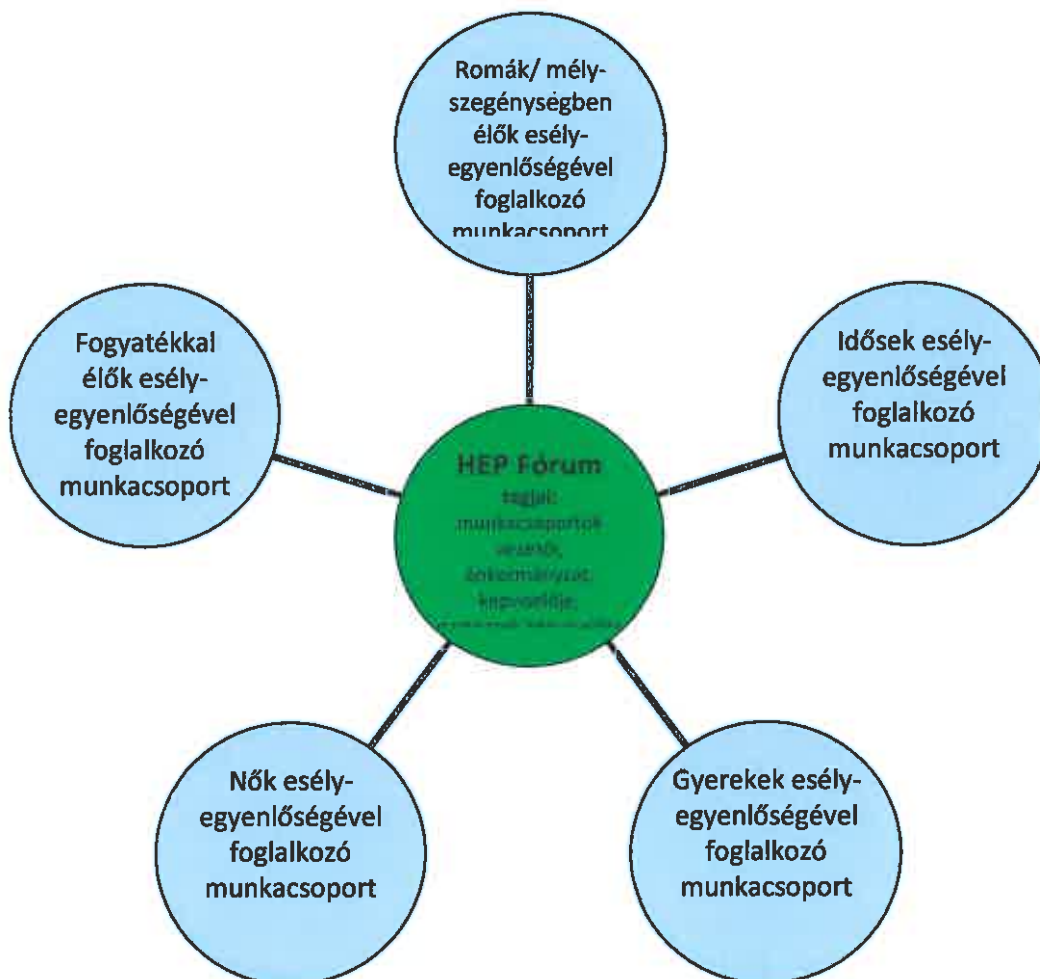 Romák/ mély-
szegénységben
élők esély-
egyenlőségével
foglalkozó
munkacsoport
Fogyatékkal
élők esély-
egyenlőségével
foglalkozó
munkacsoport
Idősek esély-
egyenlőségével
foglalkozó
munkacsoport
HEP Fórum
tagjai:
munkacsoportok
vezetői,
önkormányzat,
képviselője,
Nők esély-
egyenlőségével
foglalkozó
munkacsoport
Gyerekek esély-
egyenlőségével
foglalkozó
munkacsoport